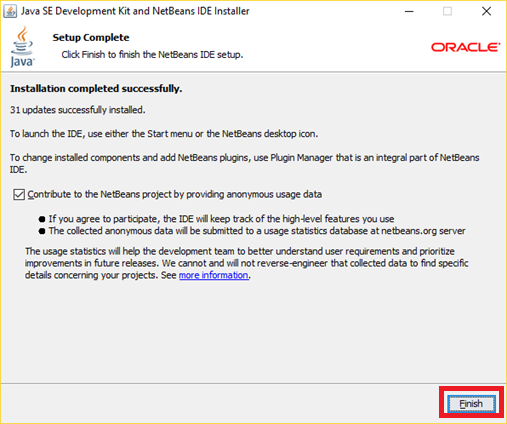 Java SE Development Kit and NetBeans IDE Installer
Java
Setup Complete
Click Finish to finish the NetBeans IDE setup.
ORACLE
Installation completed successfully.
31 updates successfully installed.
To launch the IDE, use either the Start menu or the NetBeans desktop icon.
To change installed components and add NetBeans plugins, use Plugin Manager that is an integral part of NetBeans
IDE.
Contribute to the NetBeans project by providing anonymous usage data
● If you agree to participate, the IDE will keep track of the high-level features you use
● The collected anonymous data will be submitted to a usage statistics database at netbeans.org server
The usage statistics will help the development team to better understand user requirements and prioritize
improvements in future releases. We cannot and will not reverse-engineer that collected data to find specific
details concerning your projects. See more information.
Finish